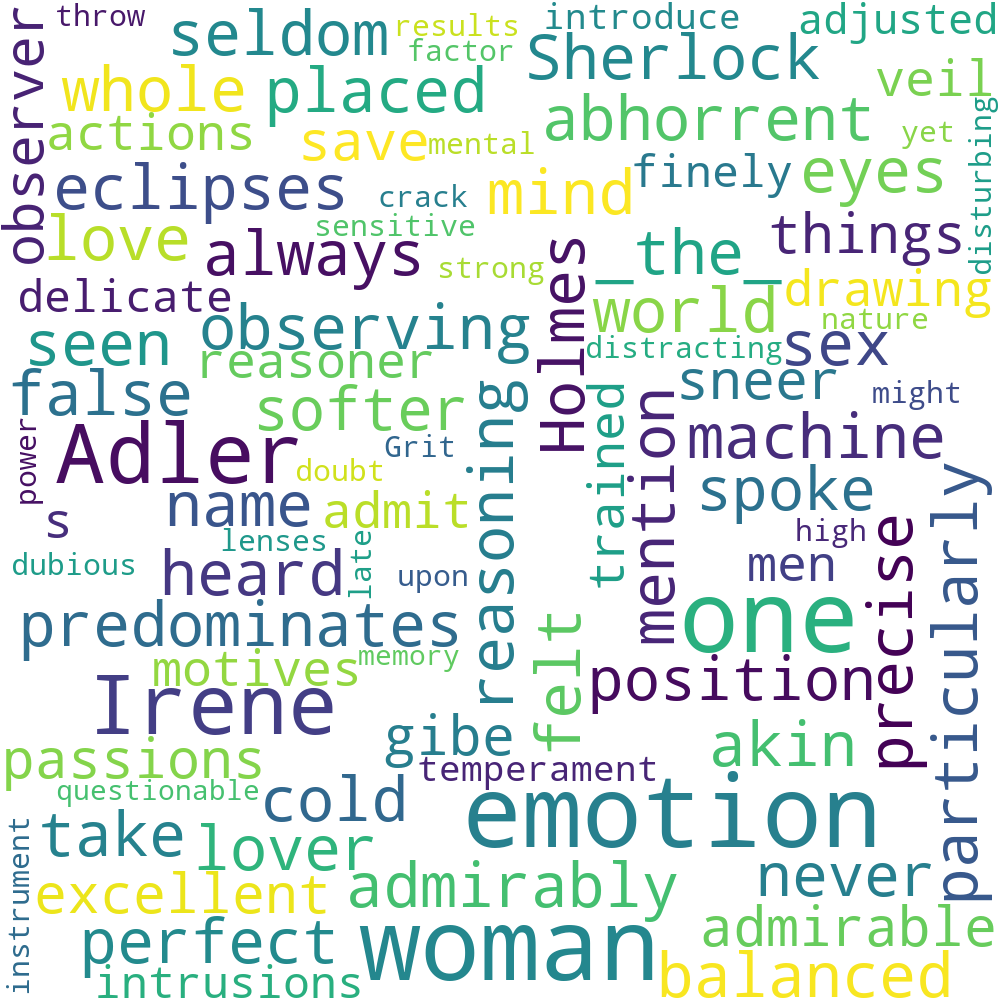 throw
seldom
results
factor
introduce
adjusted
observer
whole
placed
Sherlock
veil
actions
save
mental
abhorrent
yet
disturbing
eclipses
crack
mind
finely
eyes
love
always
sensitive
strong
_the_
things
delicate
observing
Holmes
world
drawing
nature
seen
reasoner
distracting
sex
false
softer
reasoning
trained
mention
sneer
might
Adler
Grit
doubt
machine
power
s
name
admit
spoke
particularly
lenses
late
high
dubious
heard
upon
men
precise
predominates
one
motives
memory
felt
position
Irene
gibe
akin
passions
temperament
questionable
cold
emotion
instrument
take
lover
never
excellent
admirably
admirable
perfect
woman
intrusions
balanced